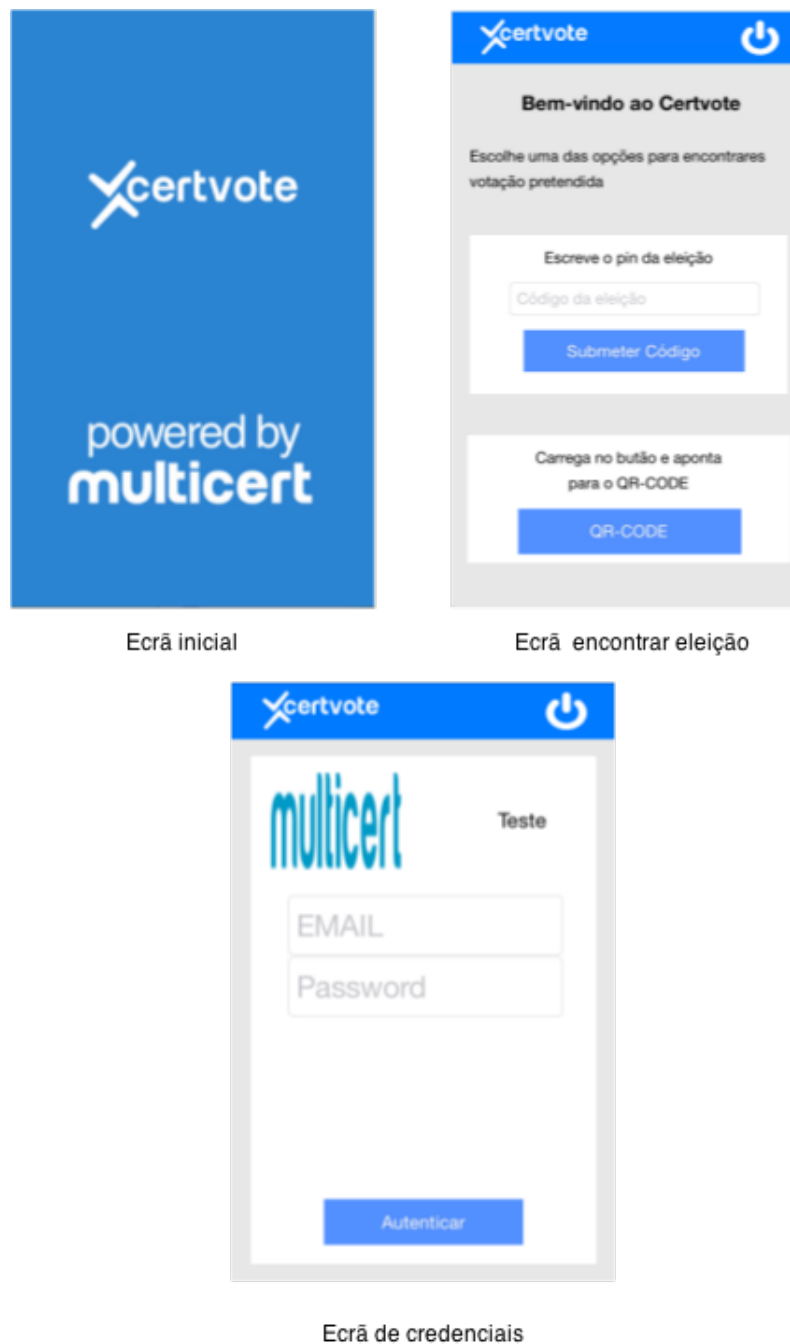 certvote
powered by
multicert
Ecrã inicial
certvote
Bem-vindo ao Certvote
Escolhe uma das opções para encontrares
votação pretendida
Escreve o pin da eleição
Código da eleição
Submeter Código
Carrega no butão e aponta
para o QR-CODE
QR-CODE
Ecrã encontrar eleição
certvote
multicert
Teste
EMAIL
Password
Autenticar
Ecrã de credenciais